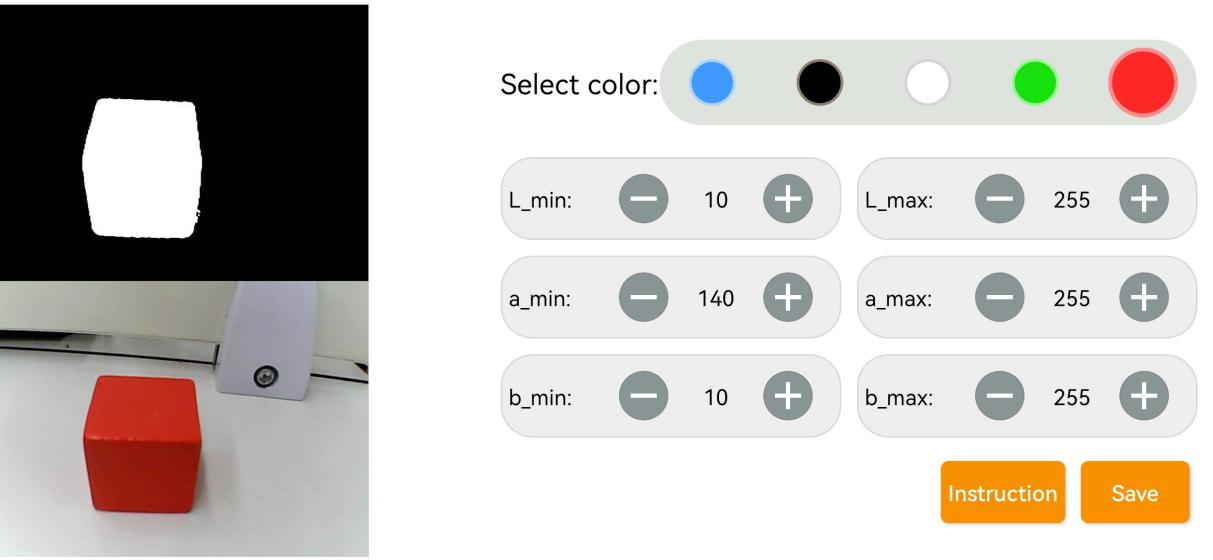 Select color:
L_min: 10 L_max: 255
a_min: 140 a_max: 255
b_min: 10 b_max: 255
Instruction Save